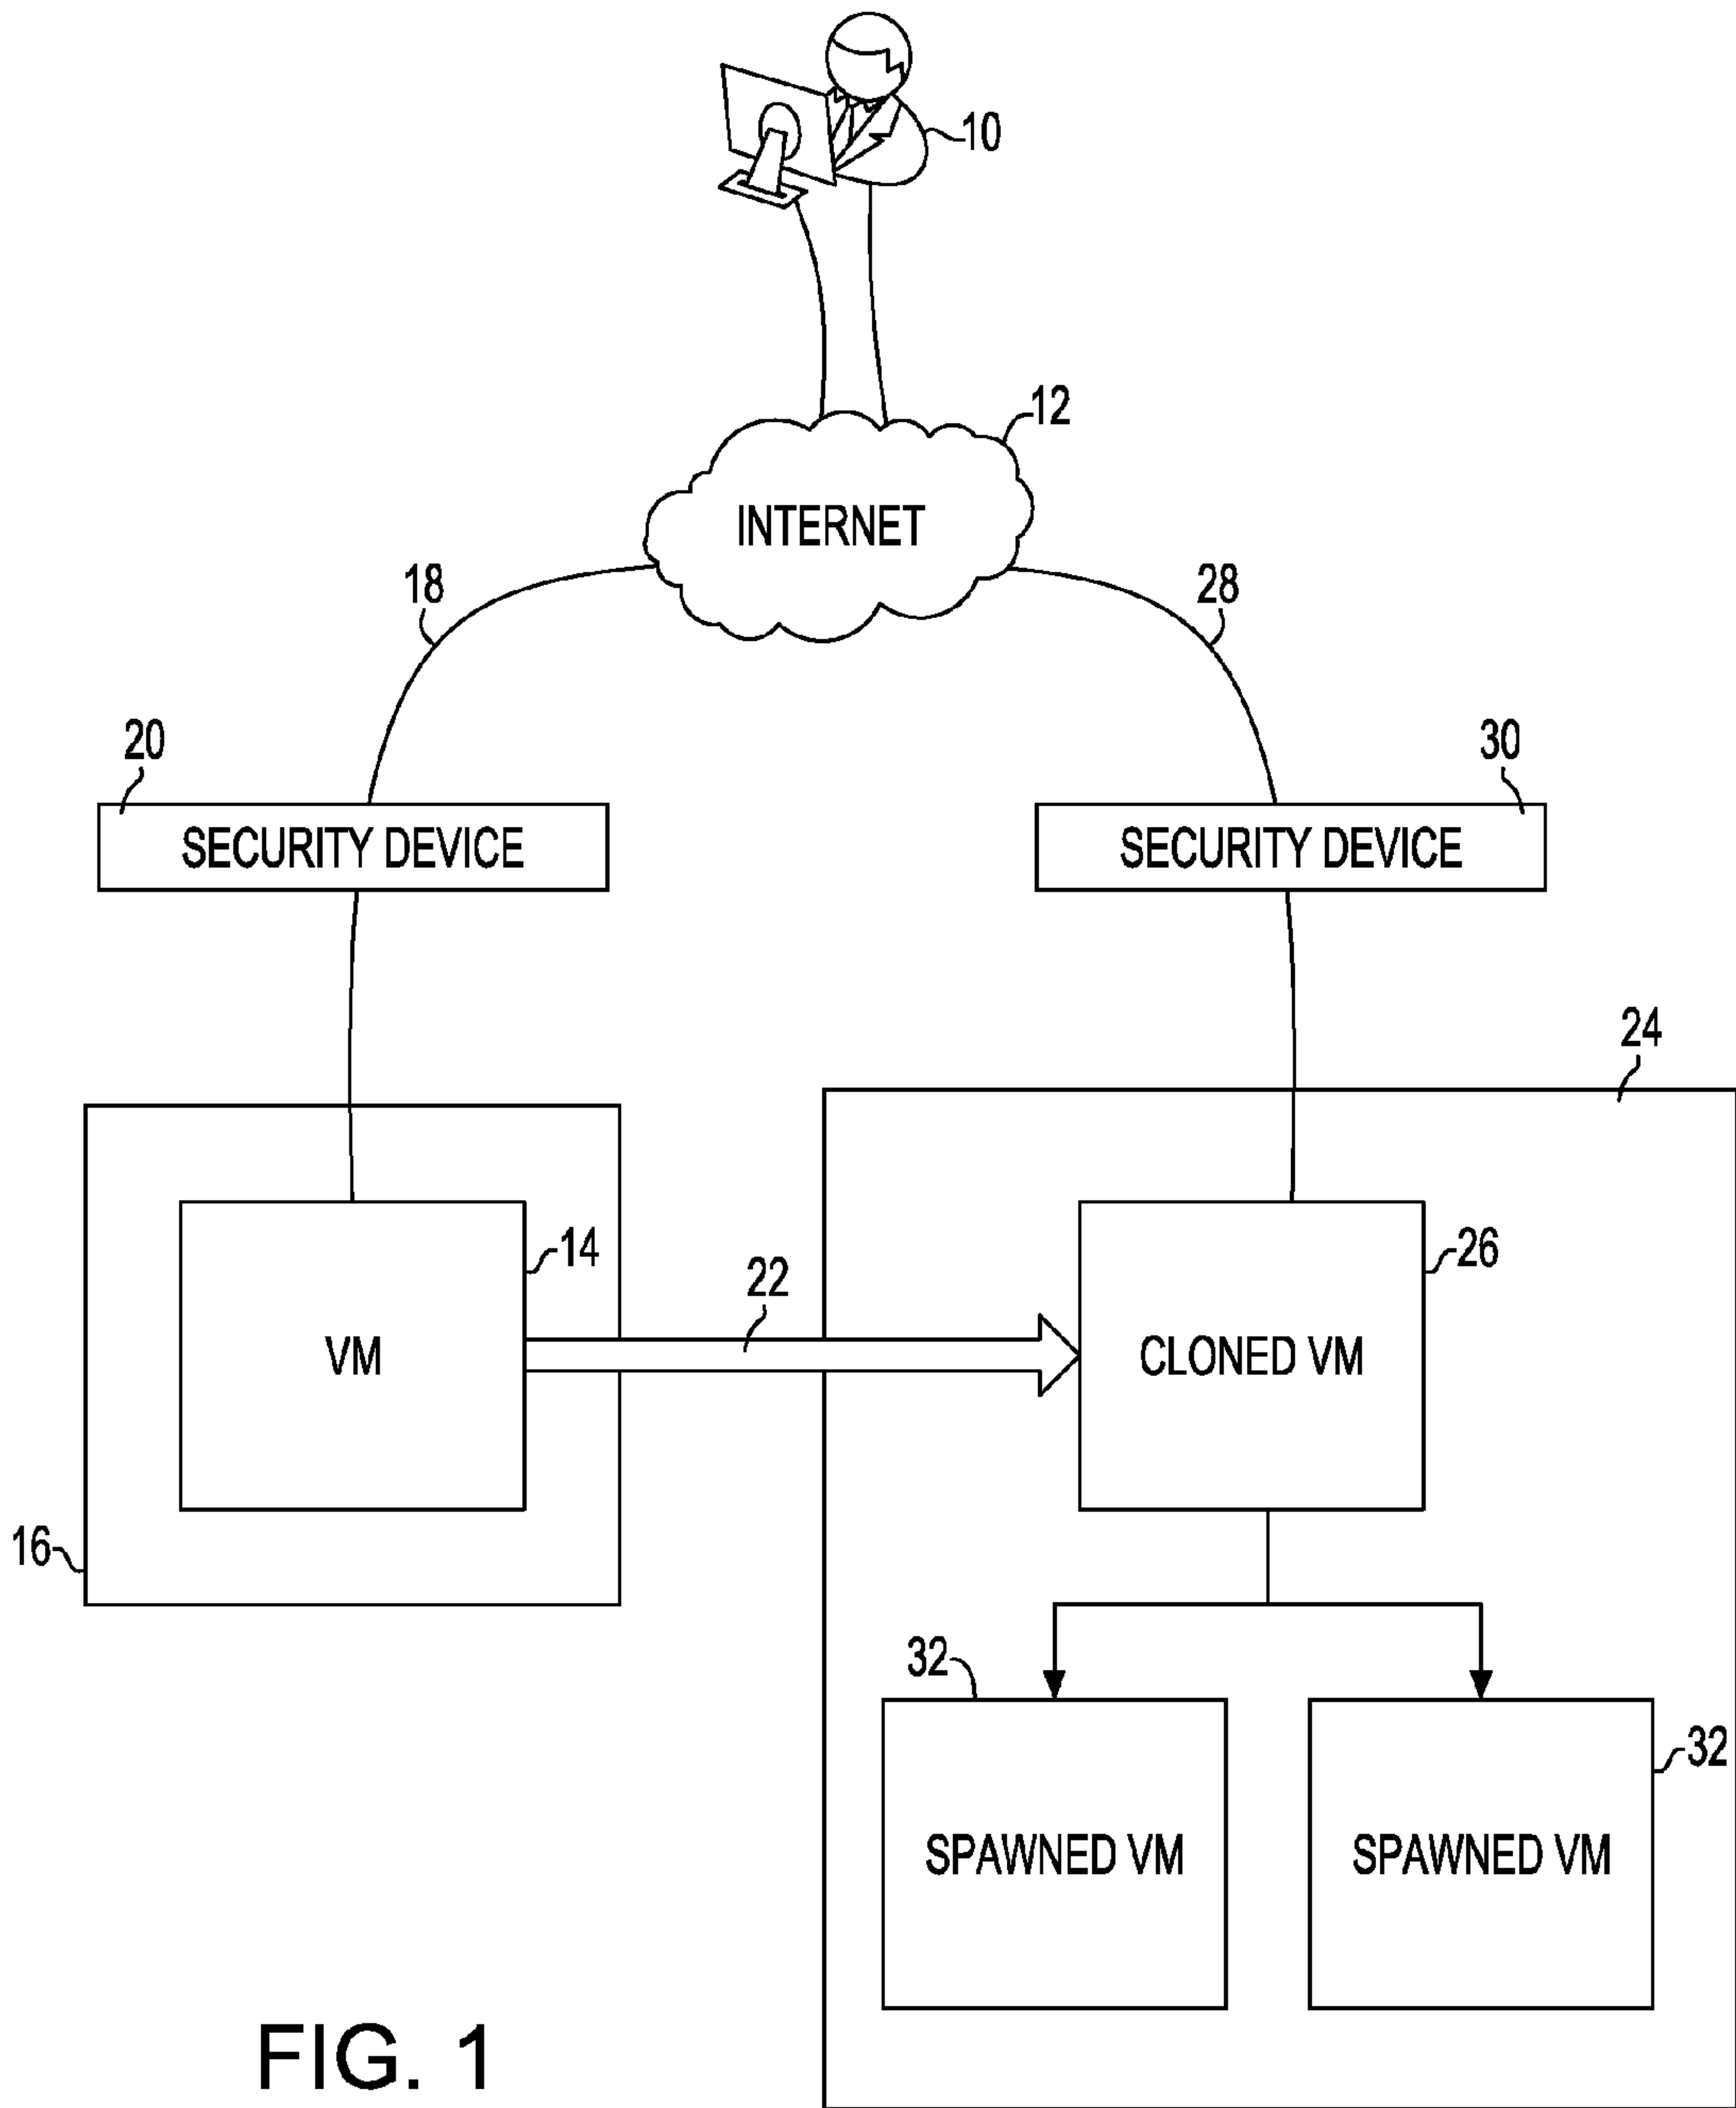 10
12
INTERNET
18
28
20
30
SECURITY DEVICE
SECURITY DEVICE
24
14
26
22
VM
CLONED VM
16
32
32
SPAWNED VM
SPAWNED VM
FIG. 1